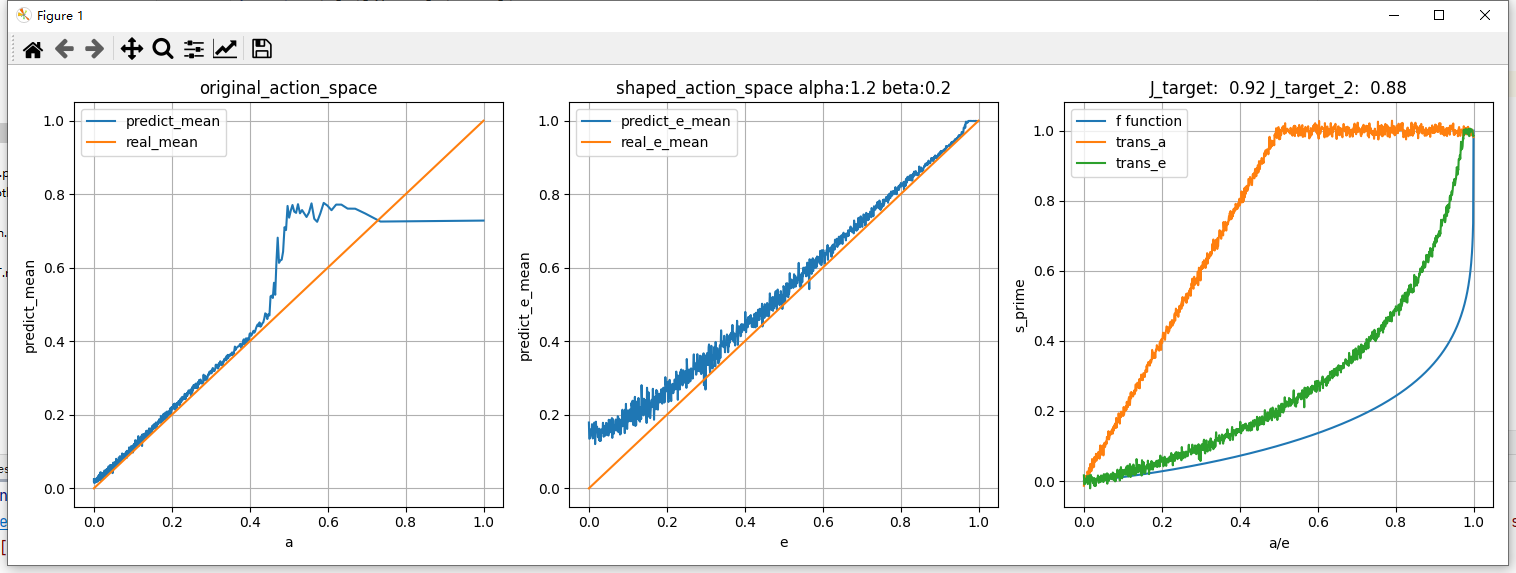 Figure 1
original_action_space
shaped_action_space alpha:1.2 beta:0.2
J_target:  0.92 J_target_2:  0.88
predict_mean
real_mean
predict_mean
1.0
0.8
0.6
0.4
0.2
0.0
0.0 0.2 0.4 0.6 0.8 1.0
a
predict_e_mean
real_e_mean
predict_e_mean
1.0
0.8
0.6
0.4
0.2
0.0
0.0 0.2 0.4 0.6 0.8 1.0
e
f function
trans_a
trans_e
s_prime
1.0
0.8
0.6
0.4
0.2
0.0
0.0 0.2 0.4 0.6 0.8 1.0
a/e